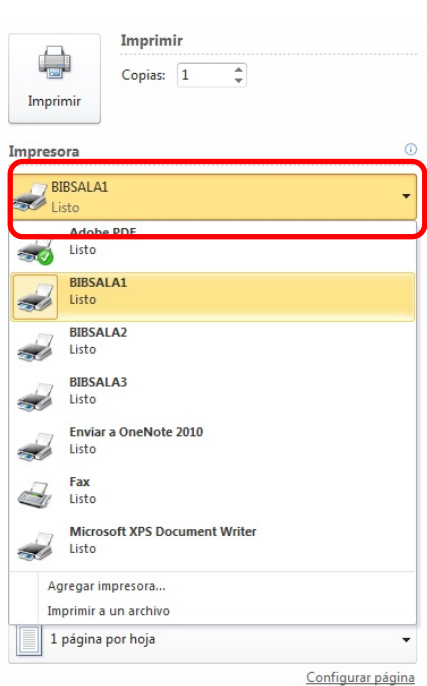 Imprimir
Copias: 1
Imprimir
Impresora
BIBSALA1
Listo
Adobe PDF
Listo
BIBSALA1
Listo
BIBSALA2
Listo
BIBSALA3
Listo
Enviar a OneNote 2010
Listo
Fax
Listo
Microsoft XPS Document Writer
Listo
Agregar impresora...
Imprimir a un archivo
1 página por hoja
Configurar página